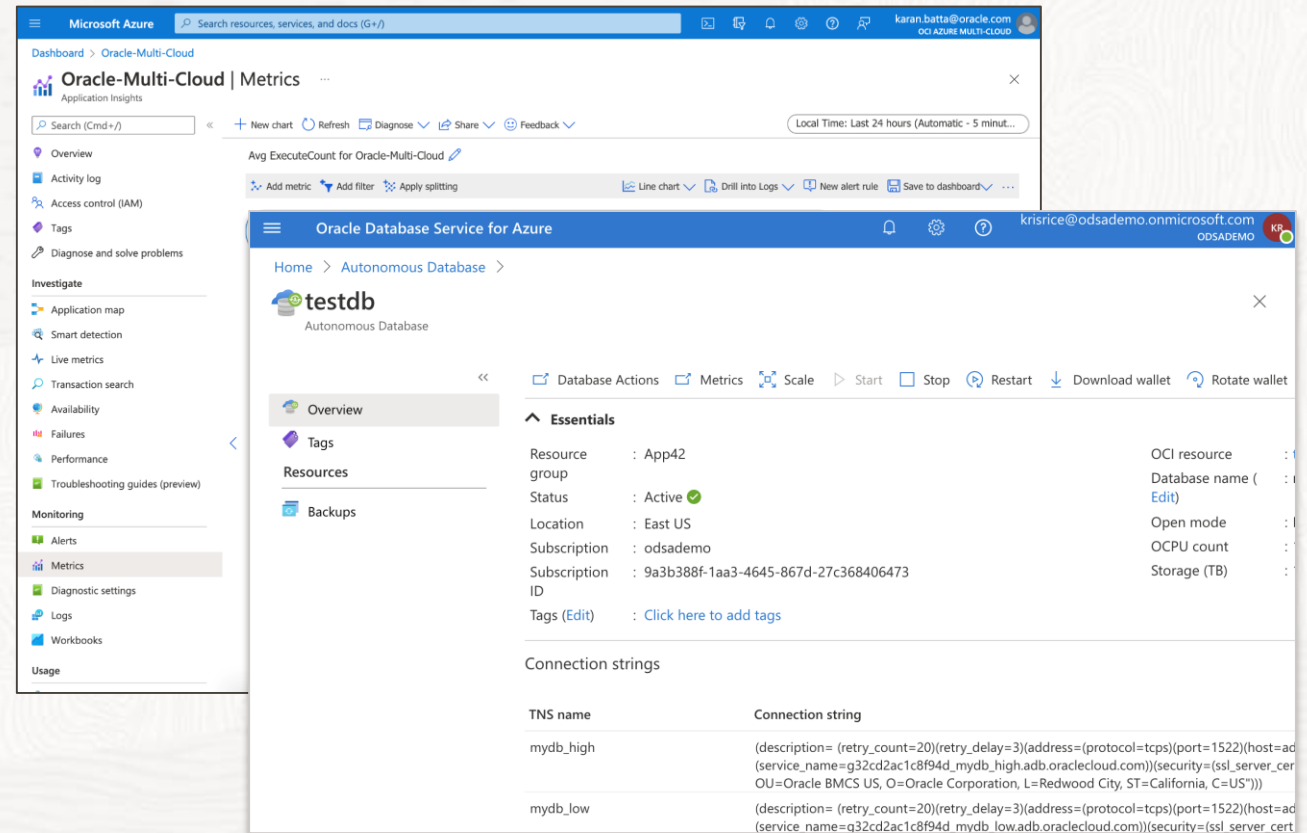 Microsoft Azure
Search resources, services, and docs (G+/)
karan.batta@oracle.com
OCI AZURE MULTI-CLOUD
Dashboard > Oracle-Multi-Cloud
Oracle-Multi-Cloud | Metrics ...
Application Insights
Search (Cmd+/)
«
New chart Refresh Diagnose Share Feedback
Local Time: Last 24 hours (Automatic - 5 minut...
Overview
Activity log
Access control (IAM)
Tags
Diagnose and solve problems
Investigate
Application map
Smart detection
Live metrics
Transaction search
Availability
Failures
Performance
Troubleshooting guides (preview)
Monitoring
Alerts
Metrics
Diagnostic settings
Logs
Workbooks
Usage
Avg ExecuteCount for Oracle-Multi-Cloud
Add metric Add filter Apply splitting
Line chart Drill into Logs New alert rule Save to dashboard ...
Oracle Database Service for Azure
krisrice@odsademo.onmicrosoft.com
ODSADEMO
KR
Home > Autonomous Database >
testdb
Autonomous Database
«
Overview
Tags
Resources
Backups
Database Actions Metrics Scale Start Stop Restart Download wallet Rotate wallet
Essentials
Resource group : App42
Status : Active
Location : East US
Subscription : odsademo
Subscription ID : 9a3b388f-1aa3-4645-867d-27c368406473
Tags (Edit) : Click here to add tags
OCI resource :
Database name (Edit) :
Open mode :
OCPU count :
Storage (TB) :
Connection strings
TNS name Connection string
mydb_high (description= (retry_count=20)(retry_delay=3)(address=(protocol=tcps)(port=1522)(host=ad
(service_name=g32cd2ac1c8f94d_mydb_high.adb.oraclecloud.com))(security=(ssl_server_cer
OU=Oracle BMCS US, O=Oracle Corporation, L=Redwood City, ST=California, C=US")))
mydb_low (description= (retry_count=20)(retry_delay=3)(address=(protocol=tcps)(port=1522)(host=ad
(service_name=g32cd2ac1c8f94d_mydb_low.adb.oraclecloud.com))(security=(ssl_server_cert